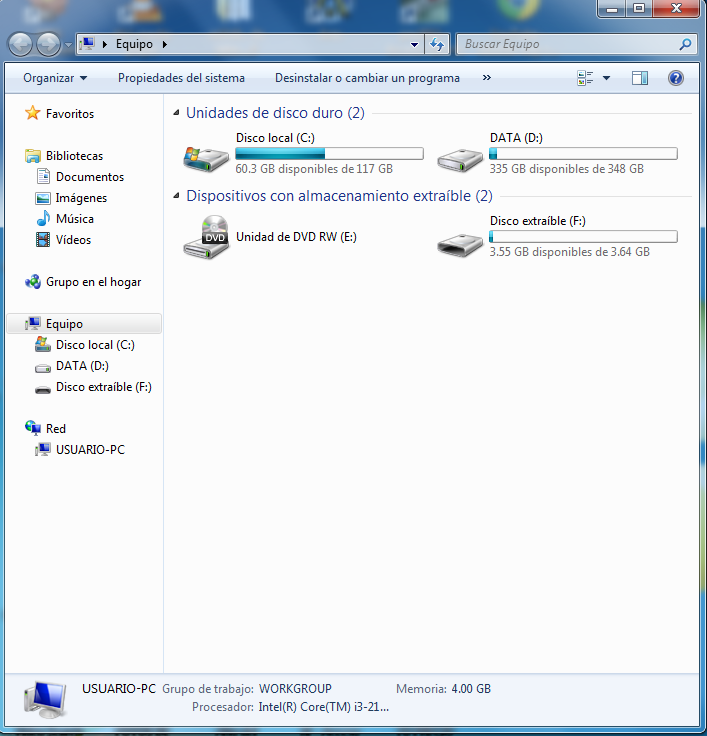 Equipo
Buscar Equipo
Organizar
Propiedades del sistema
Desinstalar o cambiar un programa
»
Favoritos
Bibliotecas
Documentos
Imágenes
Música
Vídeos
Grupo en el hogar
Equipo
Disco local (C:)
DATA (D:)
Disco extraíble (F:)
Red
USUARIO-PC
Unidades de disco duro (2)
Disco local (C:)
60.3 GB disponibles de 117 GB
DATA (D:)
335 GB disponibles de 348 GB
Dispositivos con almacenamiento extraíble (2)
DVD
Unidad de DVD RW (E:)
Disco extraíble (F:)
3.55 GB disponibles de 3.64 GB
USUARIO-PC Grupo de trabajo: WORKGROUP Memoria: 4.00 GB
Procesador: Intel(R) Core(TM) i3-21...